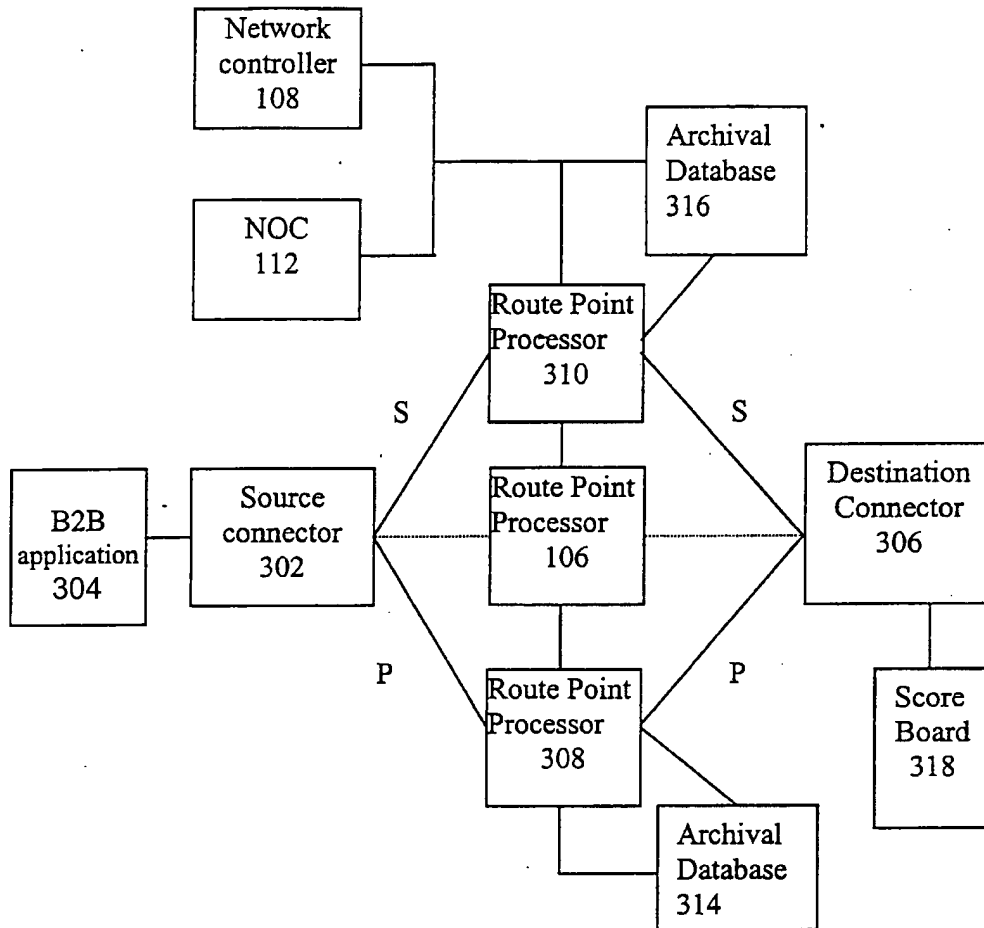 Network
controller
108
Archival
Database
316
NOC
112
Route Point
Processor
310
S
S
B2B
application
304
Source
connector
302
Route Point
Processor
106
Destination
Connector
306
P
P
Route Point
Processor
308
Score
Board
318
Archival
Database
314